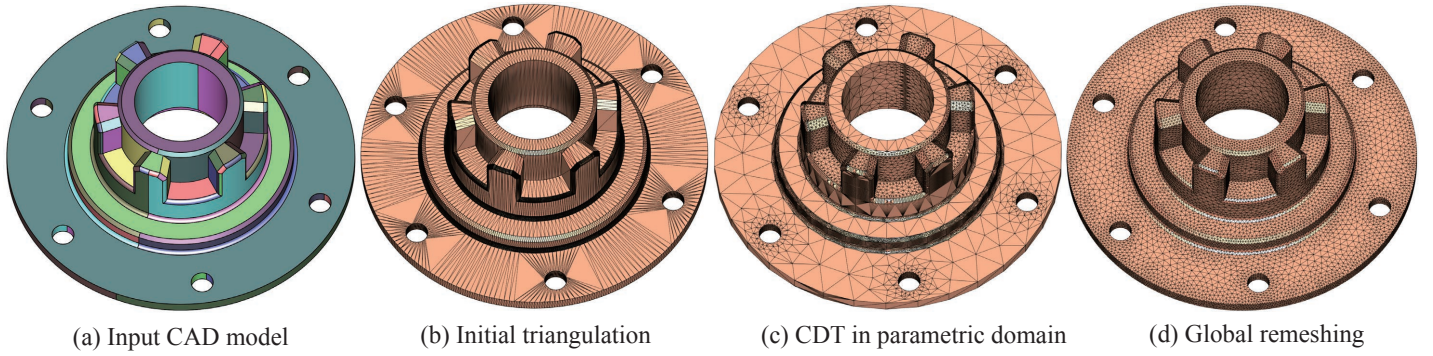 (a) Input CAD model
(b) Initial triangulation
(c) CDT in parametric domain
(d) Global remeshing